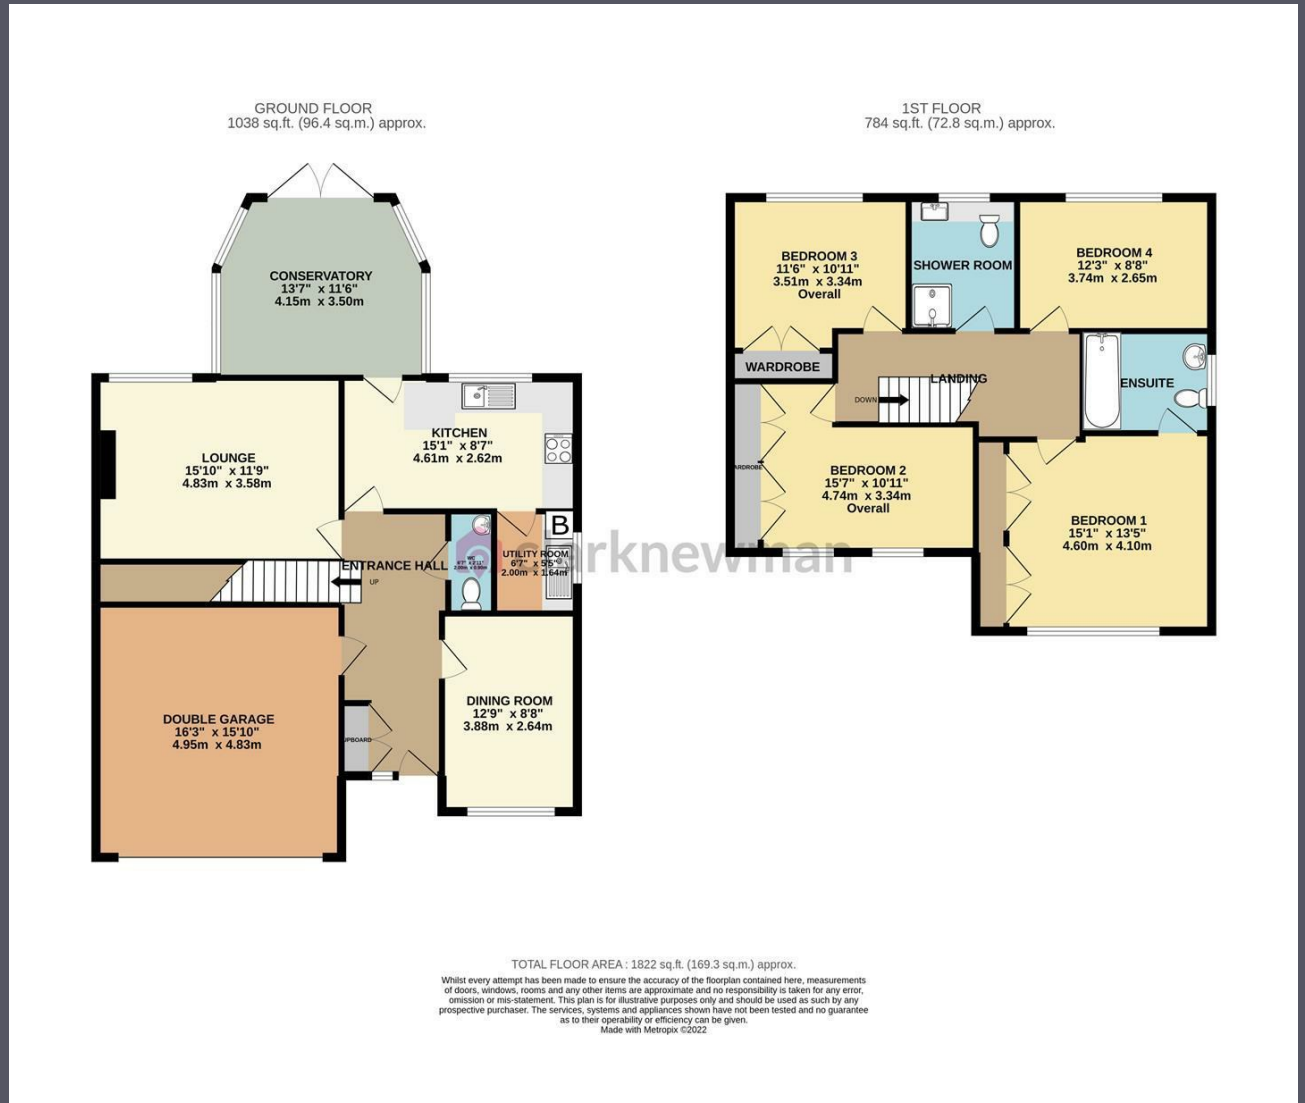 GROUND FLOOR
1038 sq.ft. (96.4 sq.m.) approx.
1ST FLOOR
784 sq.ft. (72.8 sq.m.) approx.
CONSERVATORY
13'7" x 11'6"
4.15m x 3.50m
LOUNGE
15'10" x 11'9"
4.83m x 3.58m
KITCHEN
15'1" x 8'7"
4.61m x 2.62m
B
ENTRANCE HALL
UP
WC
UTILITY ROOM
6'7" x 5'5"
2.00m x 1.64m
DOUBLE GARAGE
16'3" x 15'10"
4.95m x 4.83m
UPBOARD
DINING ROOM
12'9" x 8'8"
3.88m x 2.64m
BEDROOM 3
11'6" x 10'11"
3.51m x 3.34m
Overall
WARDROBE
SHOWER ROOM
BEDROOM 4
12'3" x 8'8"
3.74m x 2.65m
LANDING
DOWN
ENSUITE
ARDROBE
BEDROOM 2
15'7" x 10'11"
4.74m x 3.34m
Overall
BEDROOM 1
15'1" x 13'5"
4.60m x 4.10m
clarknewman
TOTAL FLOOR AREA : 1822 sq.ft. (169.3 sq.m.) approx.
Whilst every attempt has been made to ensure the accuracy of the floorplan contained here, measurements
of doors, windows, rooms and any other items are approximate and no responsibility is taken for any error,
omission or mis-statement. This plan is for illustrative purposes only and should be used as such by any
prospective purchaser. The services, systems and appliances shown have not been tested and no guarantee
as to their operability or efficiency can be given.
Made with Metropix ©2022